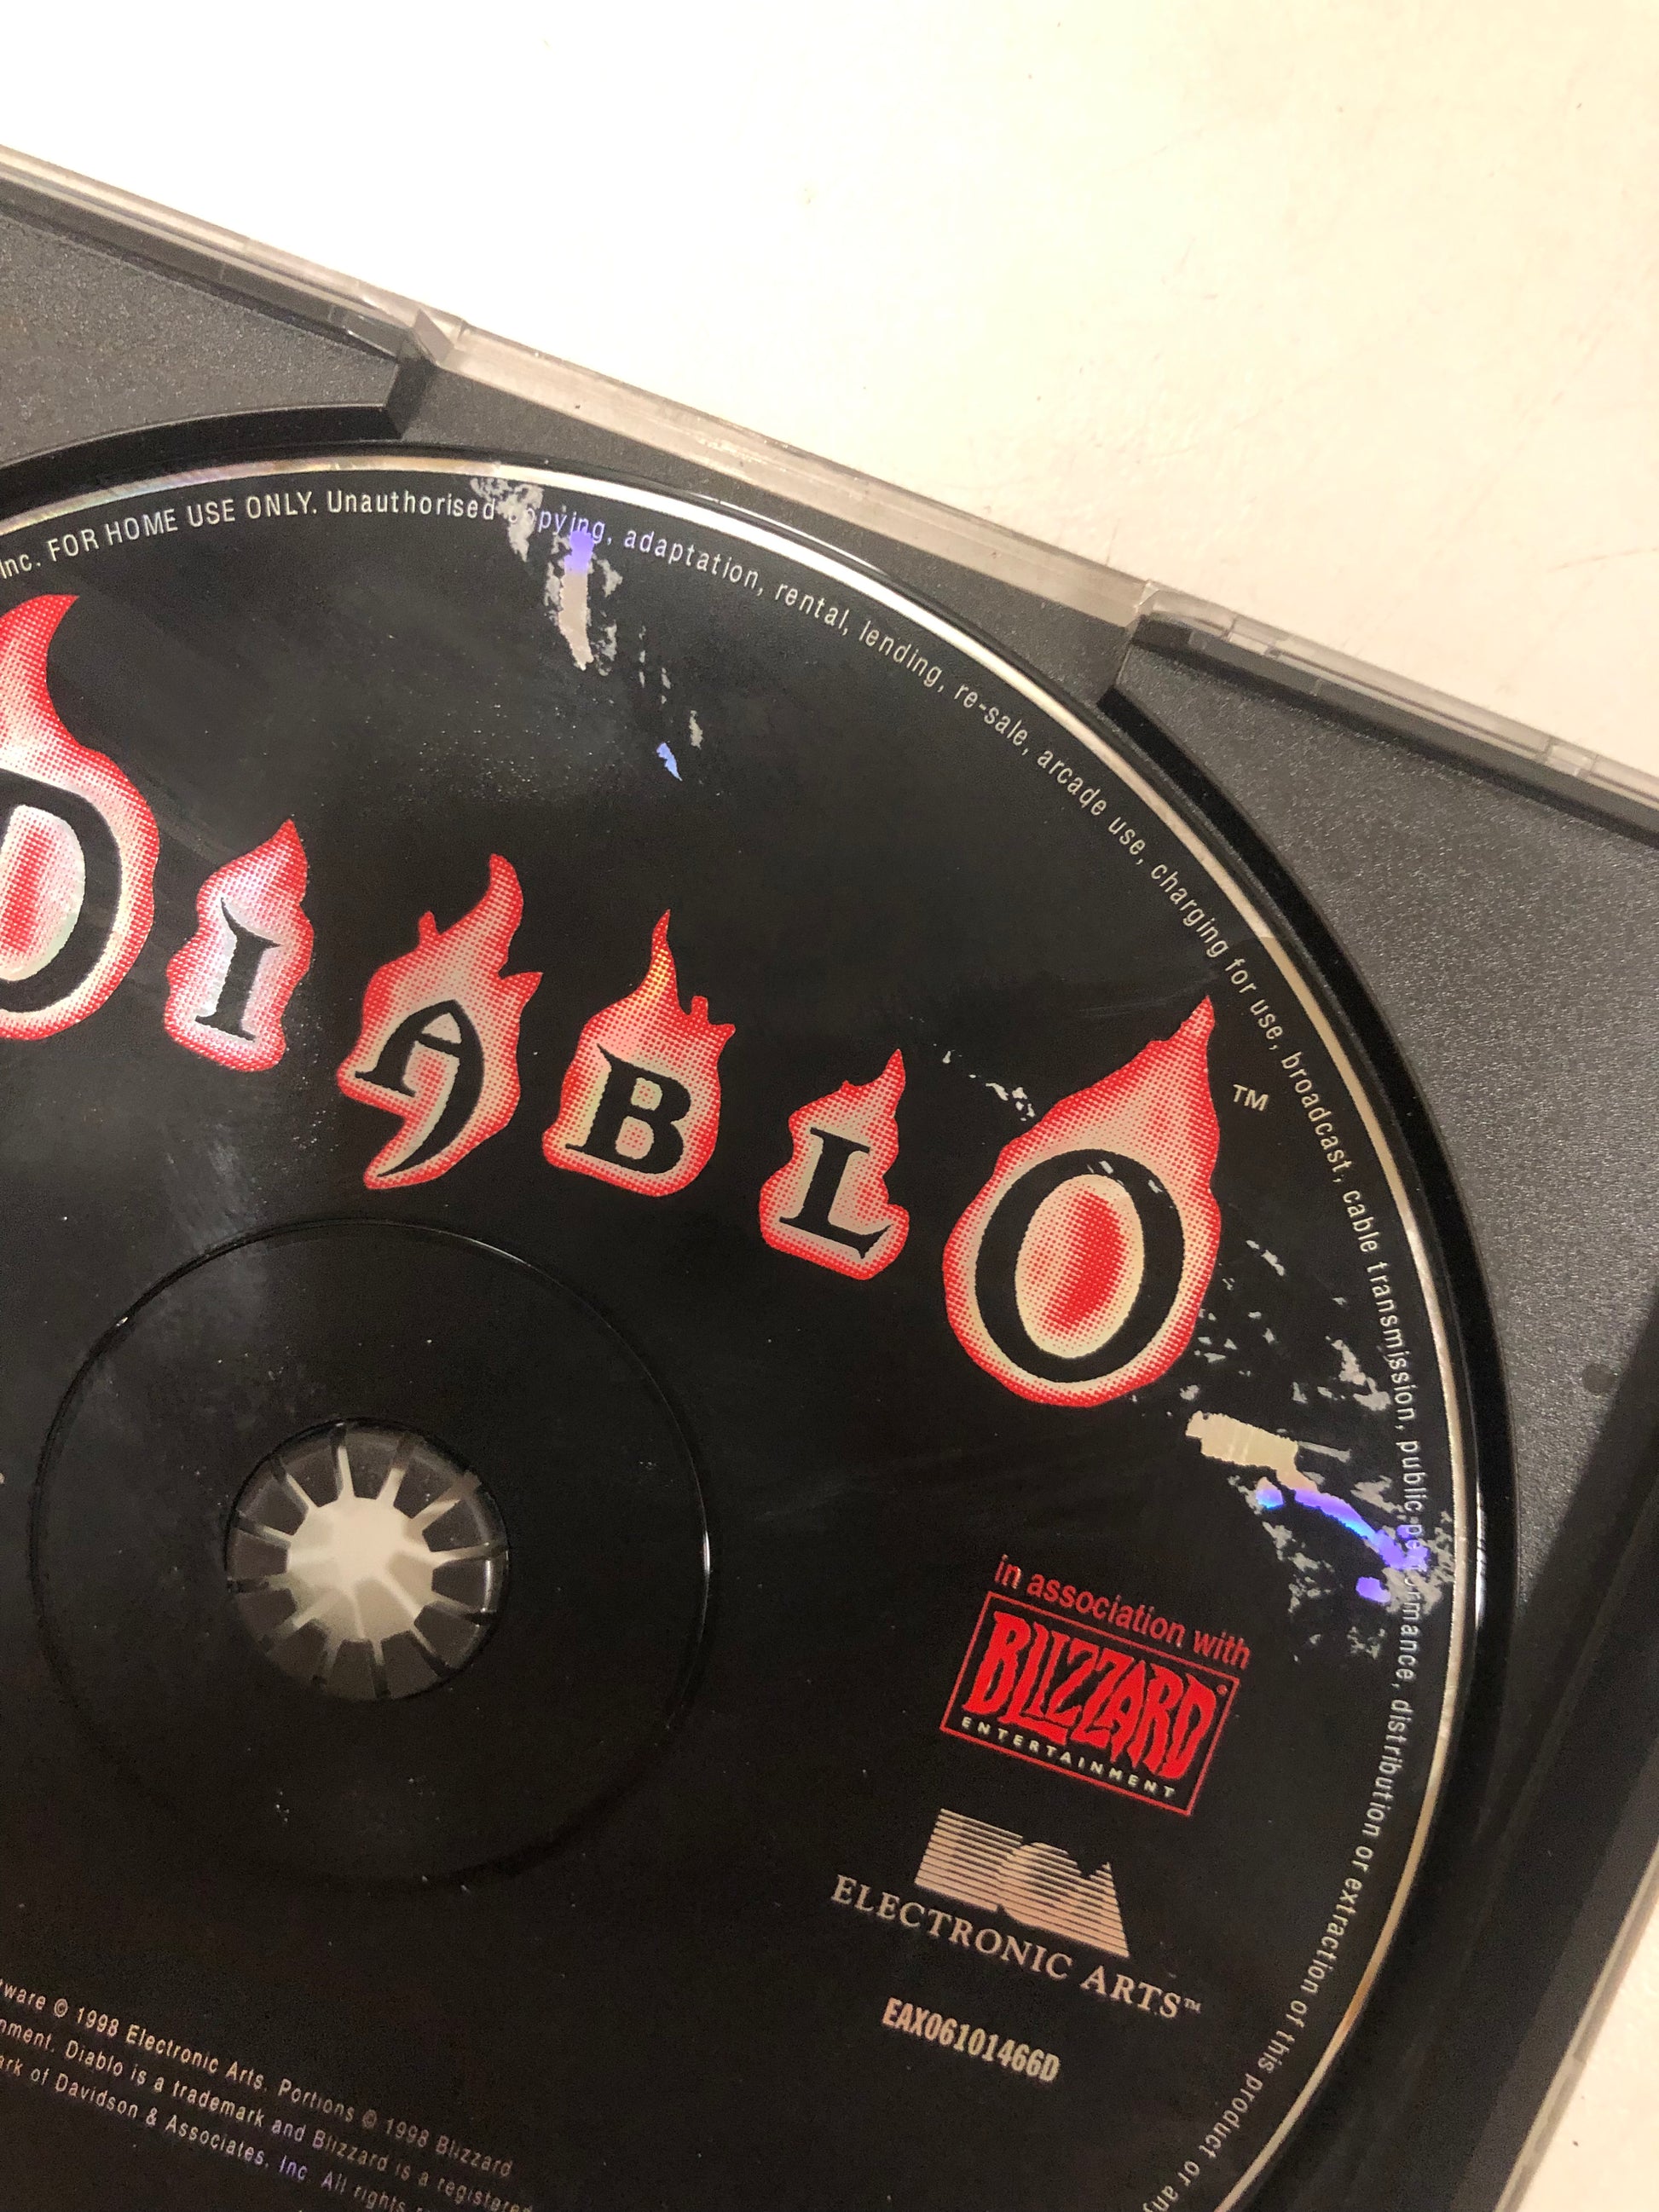 Inc. FOR HOME USE ONLY. Unauthorised copying, adaptation, rental, lending, re-sale, arcade use, charging for use, broadcast, cable transmission, public performance, distribution or extraction of this product or any
DIABLO™
in association with
BLIZZARD®
ENTERTAINMENT
EA
ELECTRONIC ARTS™
EAX06101466D
© 1998 Electronic Arts. Portions © 1998 Blizzard
Diablo is a trademark and Blizzard is a registered
of Davidson & Associates, Inc. All rights